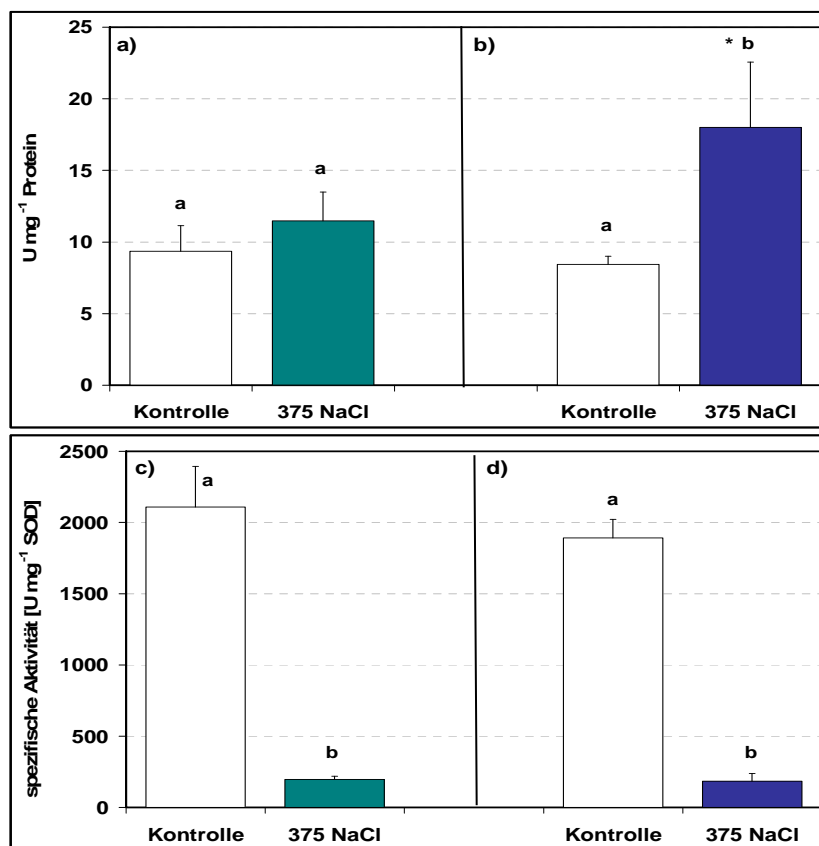 25
20
15
10
5
0
U mg⁻¹ Protein
a)
a
a
b)
a
* b
Kontrolle
375 NaCl
Kontrolle
375 NaCl
2500
2000
1500
1000
500
0
spezifische Aktivität [U mg⁻¹ SOD]
c)
a
b
d)
a
b
Kontrolle
375 NaCl
Kontrolle
375 NaCl